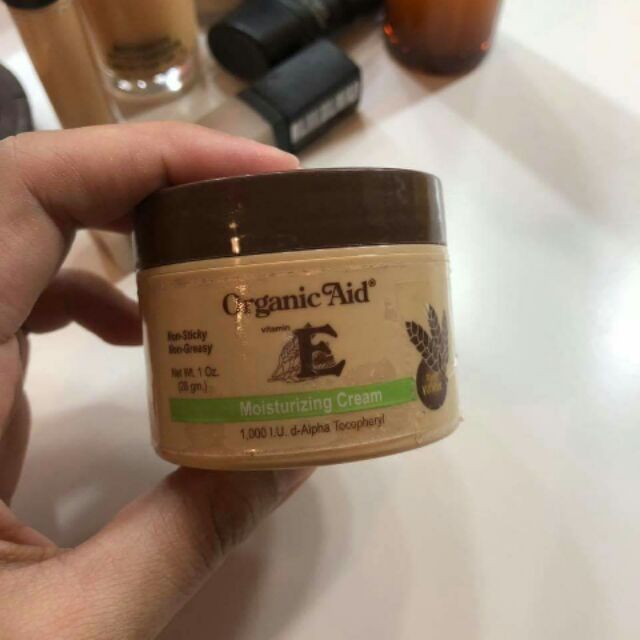 Organic Aid®
vitamin
E
Non-Sticky
Non-Greasy
Net Wt. 1 Oz.
(28 gm.)
Moisturizing Cream
1,000 I.U. d-Alpha Tocopheryl